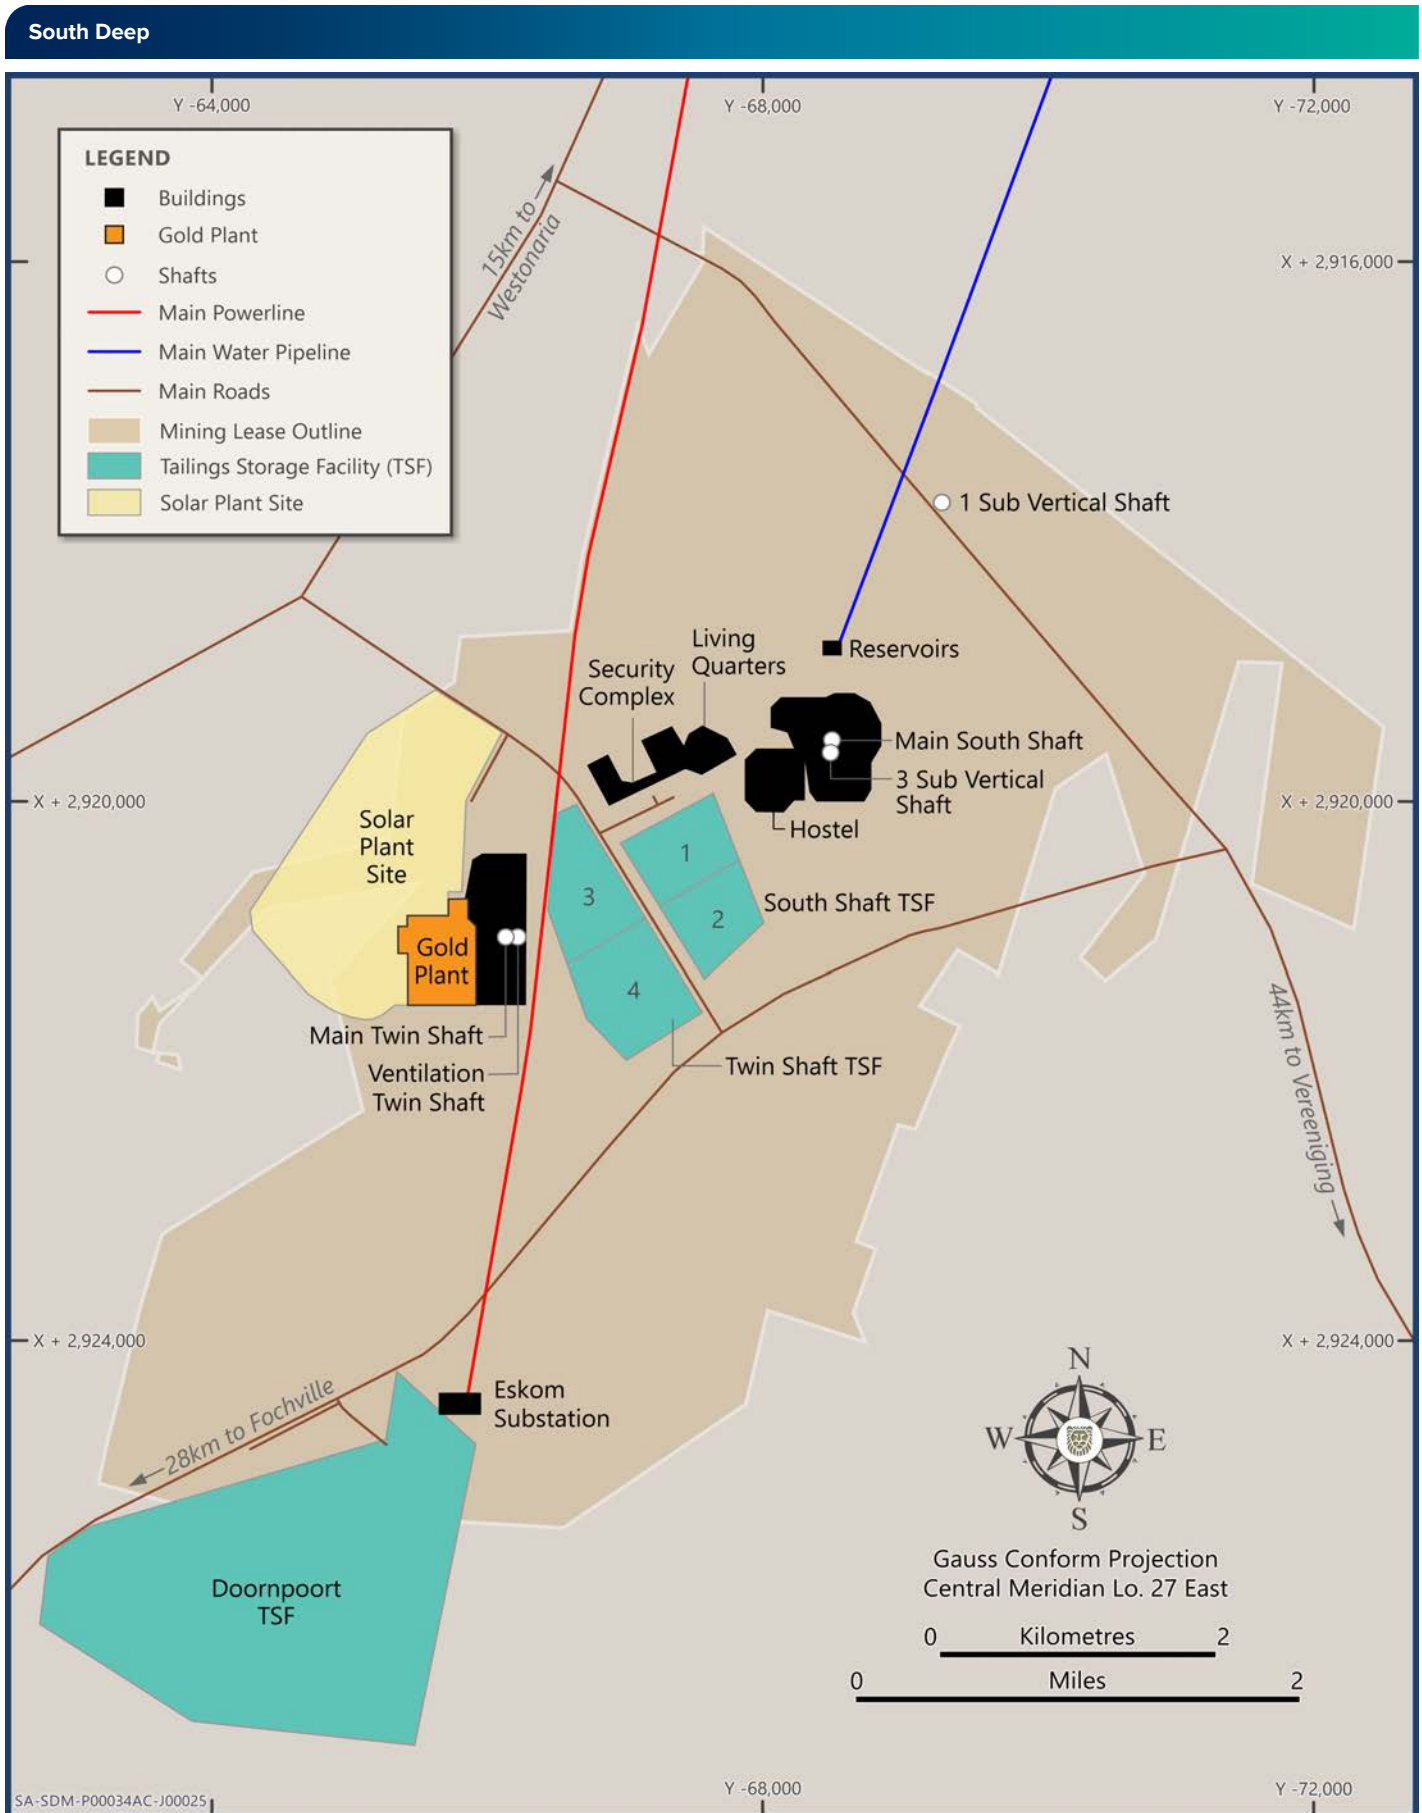 South Deep
Y -64,000
Y -68,000
Y -72,000
LEGEND
Buildings
Gold Plant
Shafts
Main Powerline
Main Water Pipeline
Main Roads
Mining Lease Outline
Tailings Storage Facility (TSF)
Solar Plant Site
15km to
Westonaria
X + 2,916,000
1 Sub Vertical Shaft
Living
Quarters
Security
Complex
Reservoirs
Main South Shaft
3 Sub Vertical
Shaft
Hostel
X + 2,920,000
X + 2,920,000
Solar
Plant
Site
1
2
3
4
South Shaft TSF
Gold
Plant
Main Twin Shaft
Ventilation
Twin Shaft
Twin Shaft TSF
44km to Vereeniging
X + 2,924,000
X + 2,924,000
28km to Fochville
Eskom
Substation
Doornpoort
TSF
N
W
E
S
Gauss Conform Projection
Central Meridian Lo. 27 East
0 Kilometres 2
0 Miles 2
Y -68,000
Y -72,000
SA-SDM-P00034AC-J00025